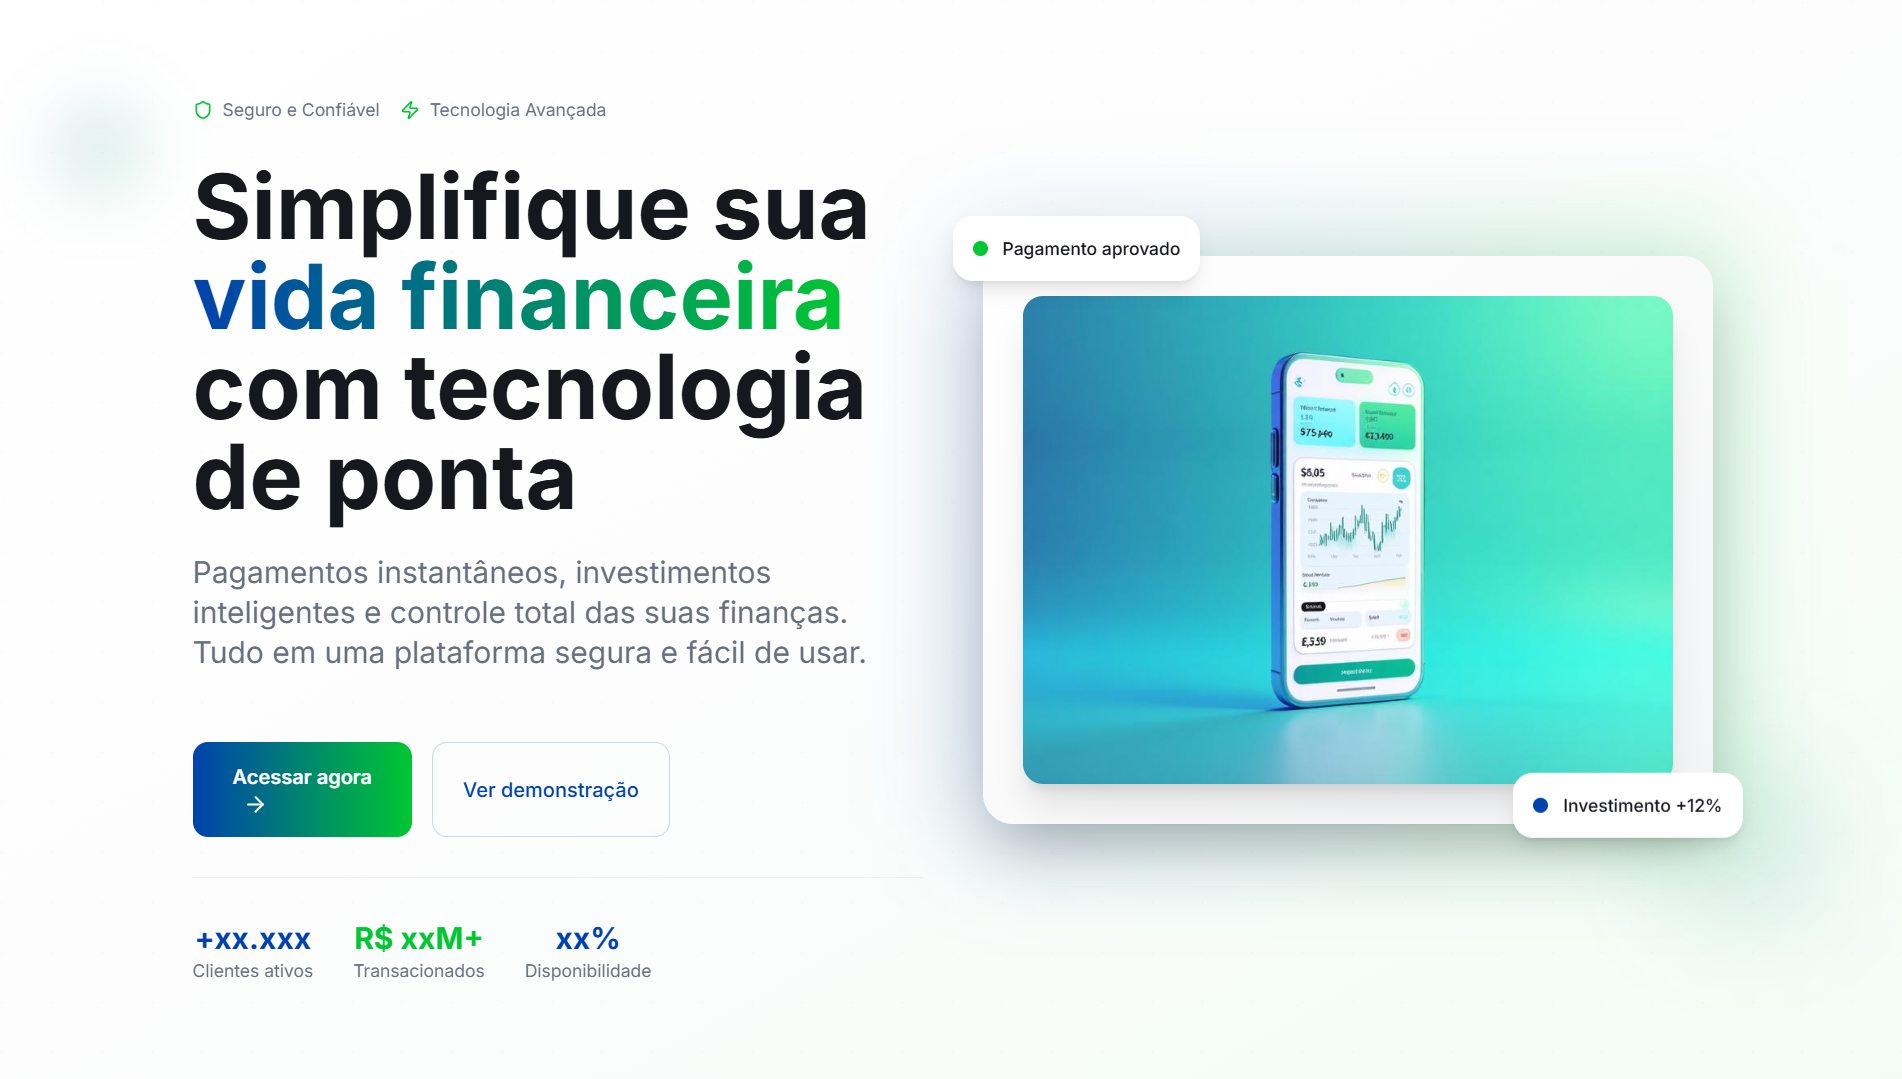 Seguro e Confiável
Tecnologia Avançada
Simplifique sua
vida financeira
com tecnologia
de ponta
Pagamentos instantâneos, investimentos
inteligentes e controle total das suas finanças.
Tudo em uma plataforma segura e fácil de usar.
Acessar agora
Ver demonstração
+xx.xxx
Clientes ativos
R$ xxM+
Transacionados
xx%
Disponibilidade
Pagamento aprovado
$6,05
Investimento +12%